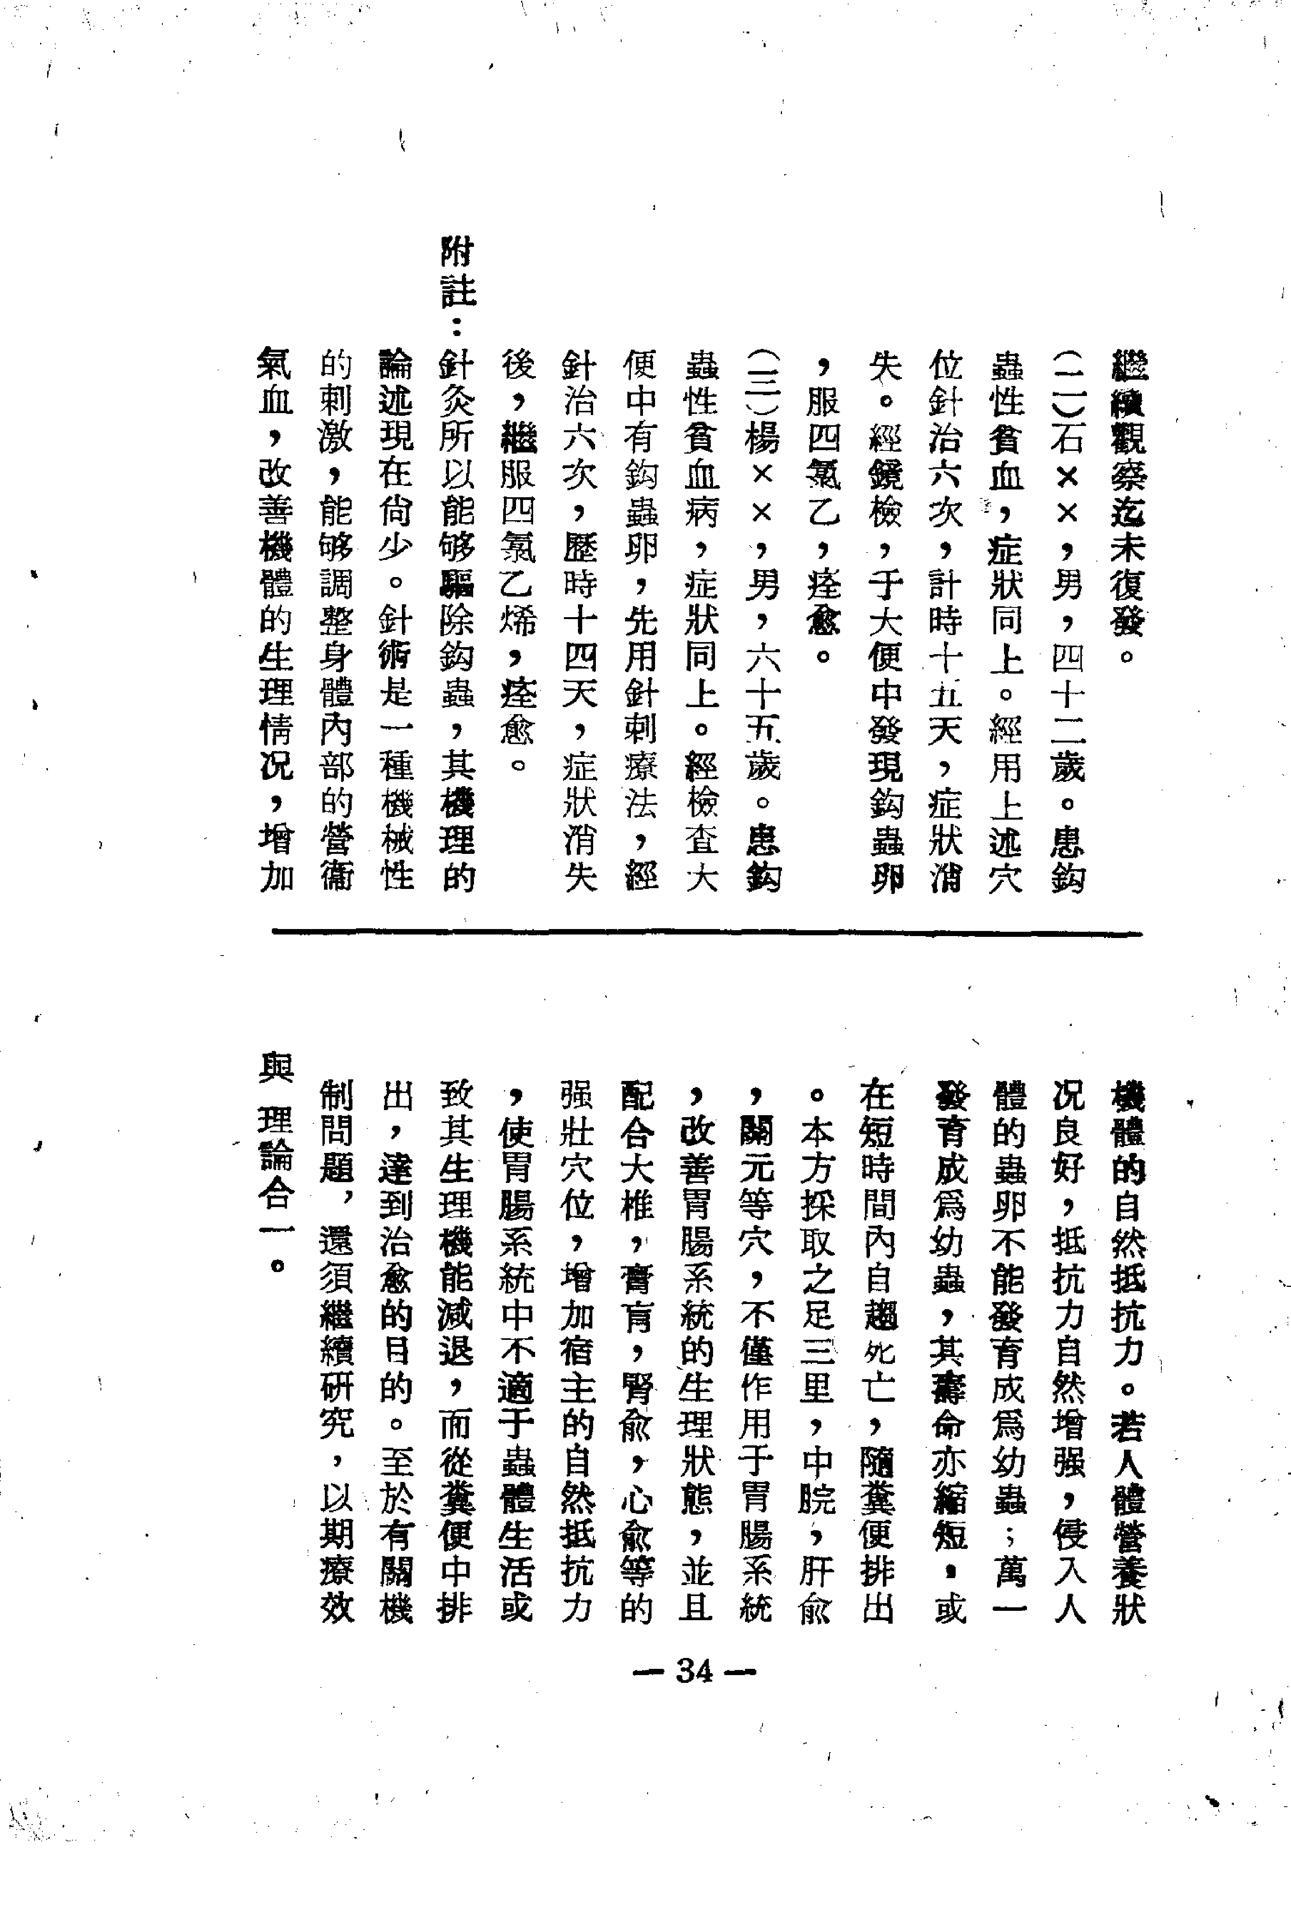 繼續觀察迄未復發。
(二)石××,男,四十二歲。患鈎
蟲性貧血,症狀同上。經用上述穴
位針治六次,計時十五天,症狀消
失。經鏡檢,于大便中發現鈎蟲卵
,服四氯乙,痊愈。
(三)楊××,男,六十五歲。患鈎
蟲性貧血病,症狀同上。經檢查大
便中有鈎蟲卵,先用針刺療法,經
針治六次,歷時十四天,症狀消失
後,繼服四氯乙烯,痊愈。
附註:針灸所以能够驅除鈎蟲,其機理的
論述現在尙少。針術是一種機械性
的刺激,能够調整身體內部的營衞
氣血,改善機體的生理情况,增加
機體的自然抵抗力。若人體營養狀
况良好,抵抗力自然增强,侵入人
體的蟲卵不能發育成爲幼蟲;萬一
發育成爲幼蟲,其壽命亦縮短,或
在短時間內自趨死亡,隨糞便排出
。本方採取之足三里,中脘,肝兪
,關元等穴,不僅作用于胃腸系統
,改善胃腸系統的生理狀態,並且
配合大椎,膏肓,腎兪,心兪等的
强壯穴位,增加宿主的自然抵抗力
,使胃腸系統中不適于蟲體生活或
致其生理機能減退,而從糞便中排
出,達到治愈的目的。至於有關機
制問題,還須繼續研究,以期療效
與理論合一。
—34—